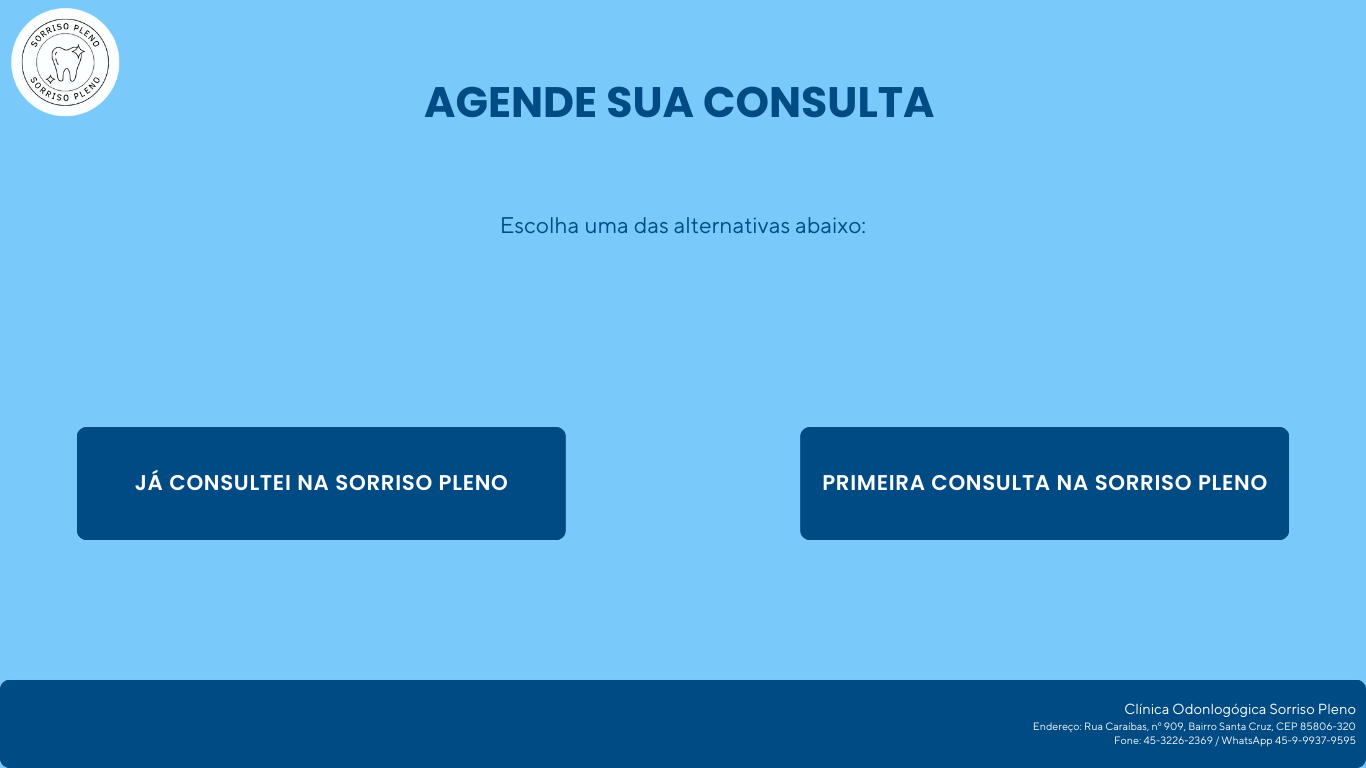 SORRISO PLENO
SORRISO PLENO
AGENDE SUA CONSULTA
Escolha uma das alternativas abaixo:
JÁ CONSULTEI NA SORRISO PLENO
PRIMEIRA CONSULTA NA SORRISO PLENO
Clínica Odonlogógica Sorriso Pleno
Endereço: Rua Caraibas, nº 909, Bairro Santa Cruz, CEP 85806-320
Fone: 45-3226-2369 / WhatsApp 45-9-9937-9595